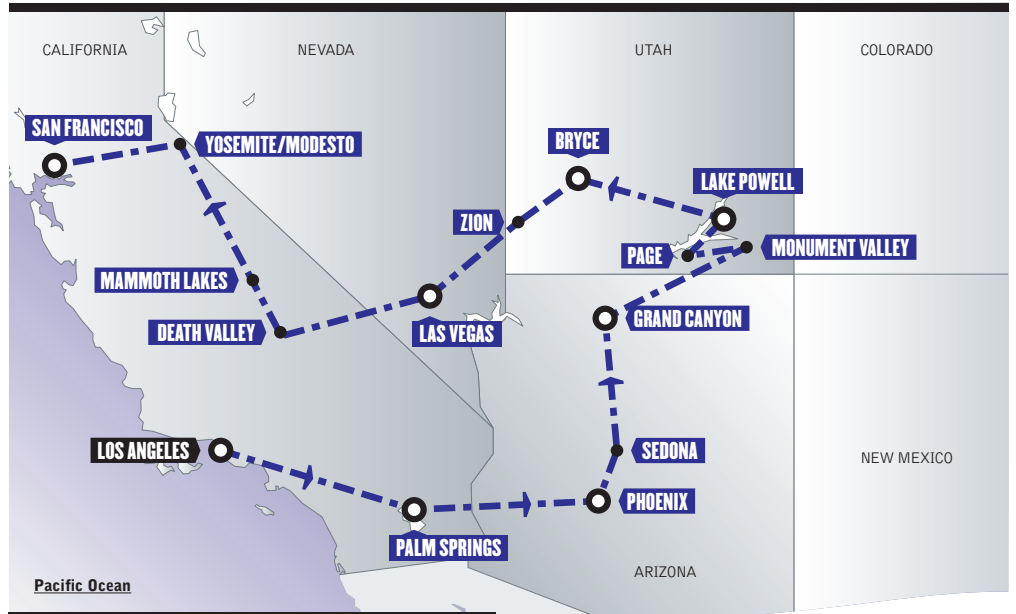 CALIFORNIA
NEVADA
UTAH
COLORADO
SAN FRANCISCO
YOSEMITE/MODESTO
BRYCE
LAKE POWELL
ZION
PAGE
MONUMENT VALLEY
MAMMOTH LAKES
DEATH VALLEY
LAS VEGAS
GRAND CANYON
LOS ANGELES
SEDONA
NEW MEXICO
PHOENIX
PALM SPRINGS
ARIZONA
Pacific Ocean